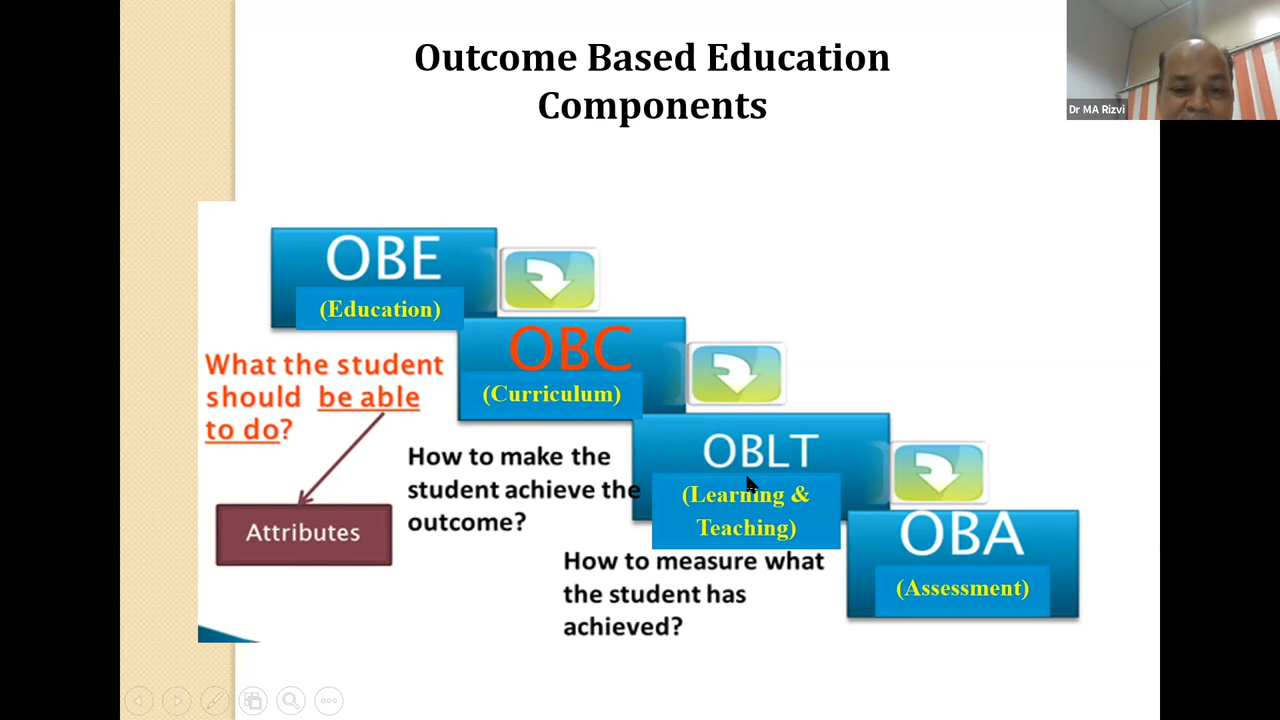 Outcome Based Education
Components
Dr MA Rizvi
OBE
(Education)
OBC
(Curriculum)
What the student
should be able
to do?
Attributes
How to make the
student achieve the
outcome?
OBLT
(Learning &
Teaching)
How to measure what
the student has
achieved?
OBA
(Assessment)